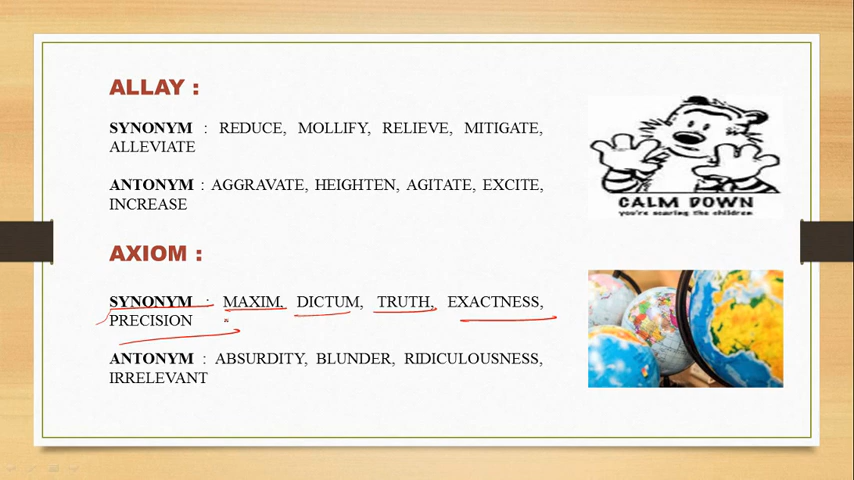 ALLAY :
SYNONYM : REDUCE, MOLLIFY, RELIEVE, MITIGATE,
ALLEVIATE
ANTONYM : AGGRAVATE, HEIGHTEN, AGITATE, EXCITE,
INCREASE
CALM DOWN
you're scaring the children
AXIOM :
SYNONYM : MAXIM, DICTUM, TRUTH, EXACTNESS,
PRECISION
ANTONYM : ABSURDITY, BLUNDER, RIDICULOUSNESS,
IRRELEVANT